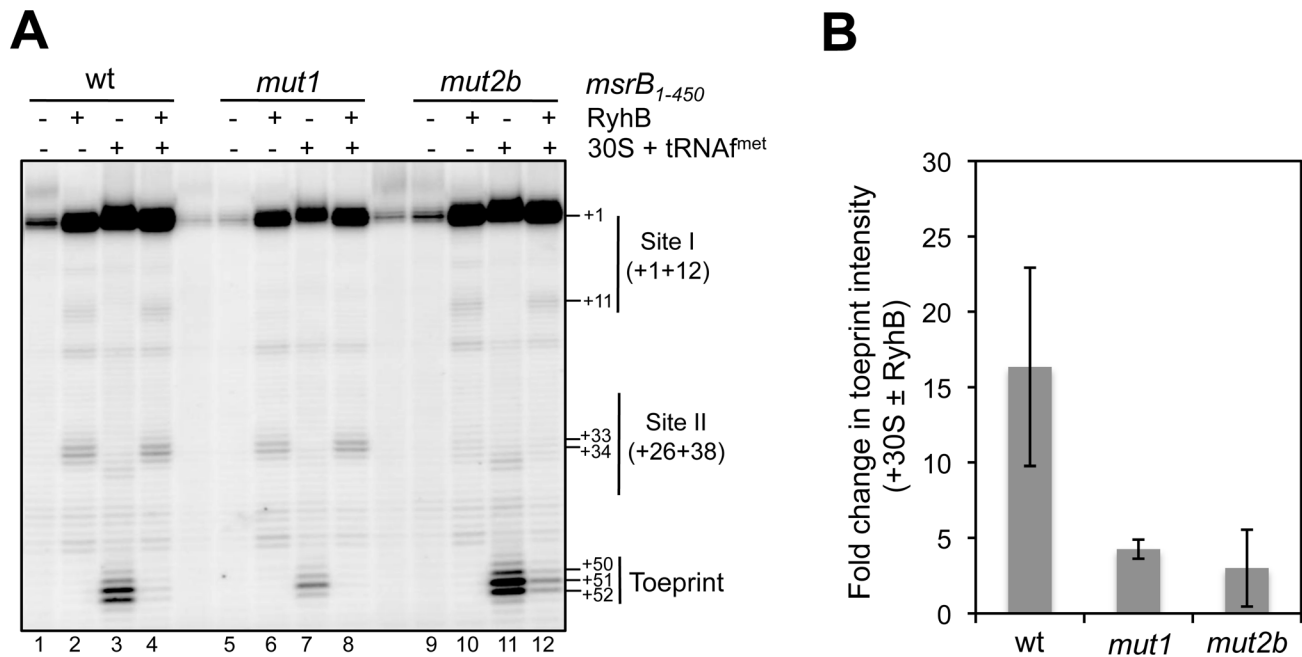 A
wt mut1 mut2b msrB1-450
- + - + - + - + - + - + RyhB
- - + + - - + + - - + + 30S + tRNAfmet
+1
Site I
(+1+12)
+11
Site II
(+26+38)
+33
+34
+50
+51
+52
Toeprint
1 2 3 4 5 6 7 8 9 10 11 12
B
Fold change in toeprint intensity
(+30S ± RyhB)
30
25
20
15
10
5
0
wt mut1 mut2b